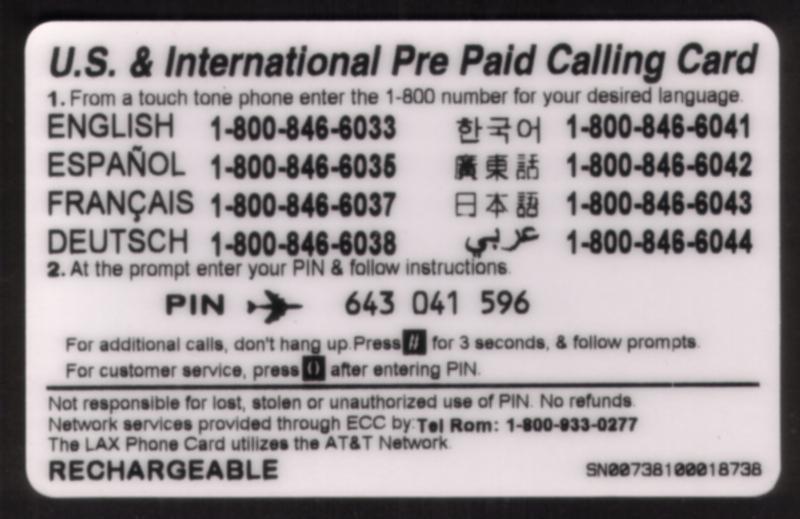 U.S. & International Pre Paid Calling Card
1. From a touch tone phone enter the 1-800 number for your desired language.
ENGLISH 1-800-846-6033 한국어 1-800-846-6041
ESPAÑOL 1-800-846-6035 廣東話 1-800-846-6042
FRANÇAIS 1-800-846-6037 日本語 1-800-846-6043
DEUTSCH 1-800-846-6038 عربي 1-800-846-6044
2. At the prompt enter your PIN & follow instructions.
PIN 643 041 596
For additional calls, don't hang up. Press # for 3 seconds, & follow prompts.
For customer service, press 0 after entering PIN.
Not responsible for lost, stolen or unauthorized use of PIN. No refunds.
Network services provided through ECC by: Tel Rom: 1-800-933-0277
The LAX Phone Card utilizes the AT&T Network.
RECHARGEABLE SN00738100018738